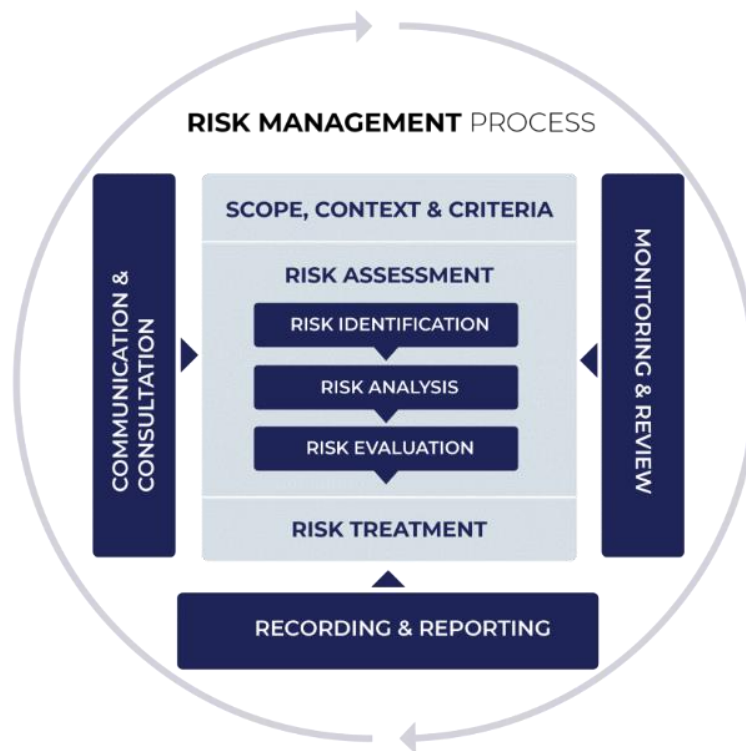 RISK MANAGEMENT PROCESS
COMMUNICATION &
CONSULTATION
SCOPE, CONTEXT & CRITERIA
RISK ASSESSMENT
RISK IDENTIFICATION
RISK ANALYSIS
RISK EVALUATION
RISK TREATMENT
MONITORING & REVIEW
RECORDING & REPORTING